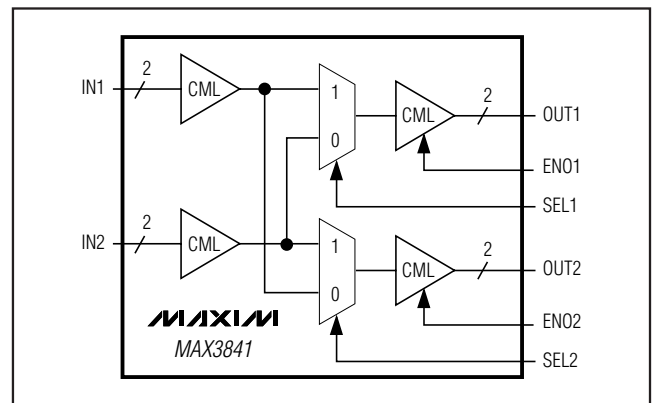 IN1
2
CML
1
0
CML
2
OUT1
ENO1
SEL1
IN2
2
CML
1
0
CML
2
OUT2
ENO2
SEL2
MAXIM
MAX3841